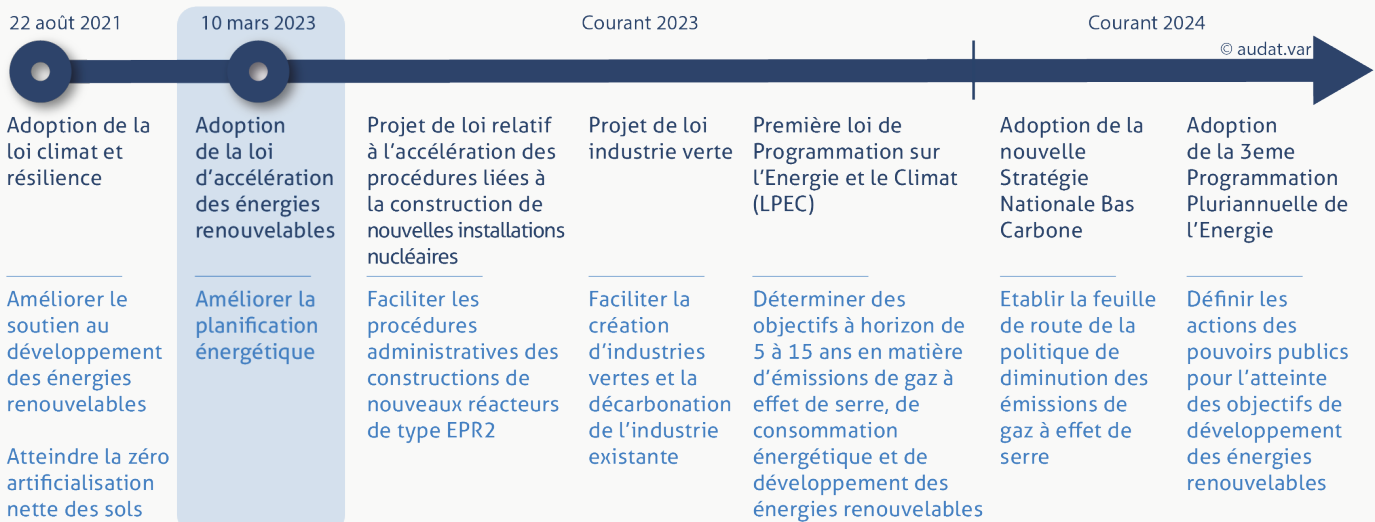 22 août 2021
10 mars 2023
Courant 2023
Courant 2024
© audat.var
Adoption de la
loi climat et
résilience
Améliorer le
soutien au
développement
des énergies
renouvelables
Atteindre la zéro
artificialisation
nette des sols
Adoption
de la loi
d’accélération
des énergies
renouvelables
Améliorer la
planification
énergétique
Projet de loi relatif
à l’accélération des
procédures liées à
la construction de
nouvelles installations
nucléaires
Faciliter les
procédures
administratives des
constructions de
nouveaux réacteurs
de type EPR2
Projet de loi
industrie verte
Faciliter la
création
d’industries
vertes et la
décarbonation
de l’industrie
existante
Première loi de
Programmation sur
l’Energie et le Climat
(LPEC)
Déterminer des
objectifs à horizon de
5 à 15 ans en matière
d’émissions de gaz à
effet de serre, de
consommation
énergétique et de
développement des
énergies renouvelables
Adoption de la
nouvelle
Stratégie
Nationale Bas
Carbone
Etablir la feuille
de route de la
politique de
diminution des
émissions de
gaz à effet de
serre
Adoption
de la 3eme
Programmation
Pluriannuelle de
l’Energie
Définir les
actions des
pouvoirs publics
pour l’atteinte
des objectifs de
développement
des énergies
renouvelables